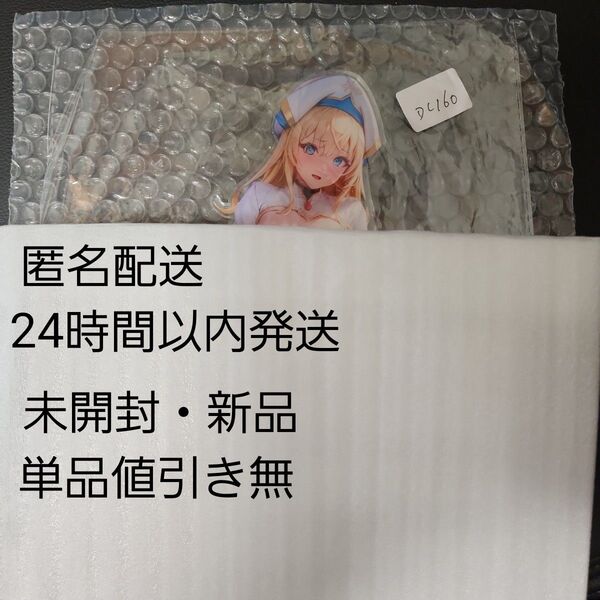 DL160
匿名配送
24時間以内発送
未開封・新品
単品値引き無